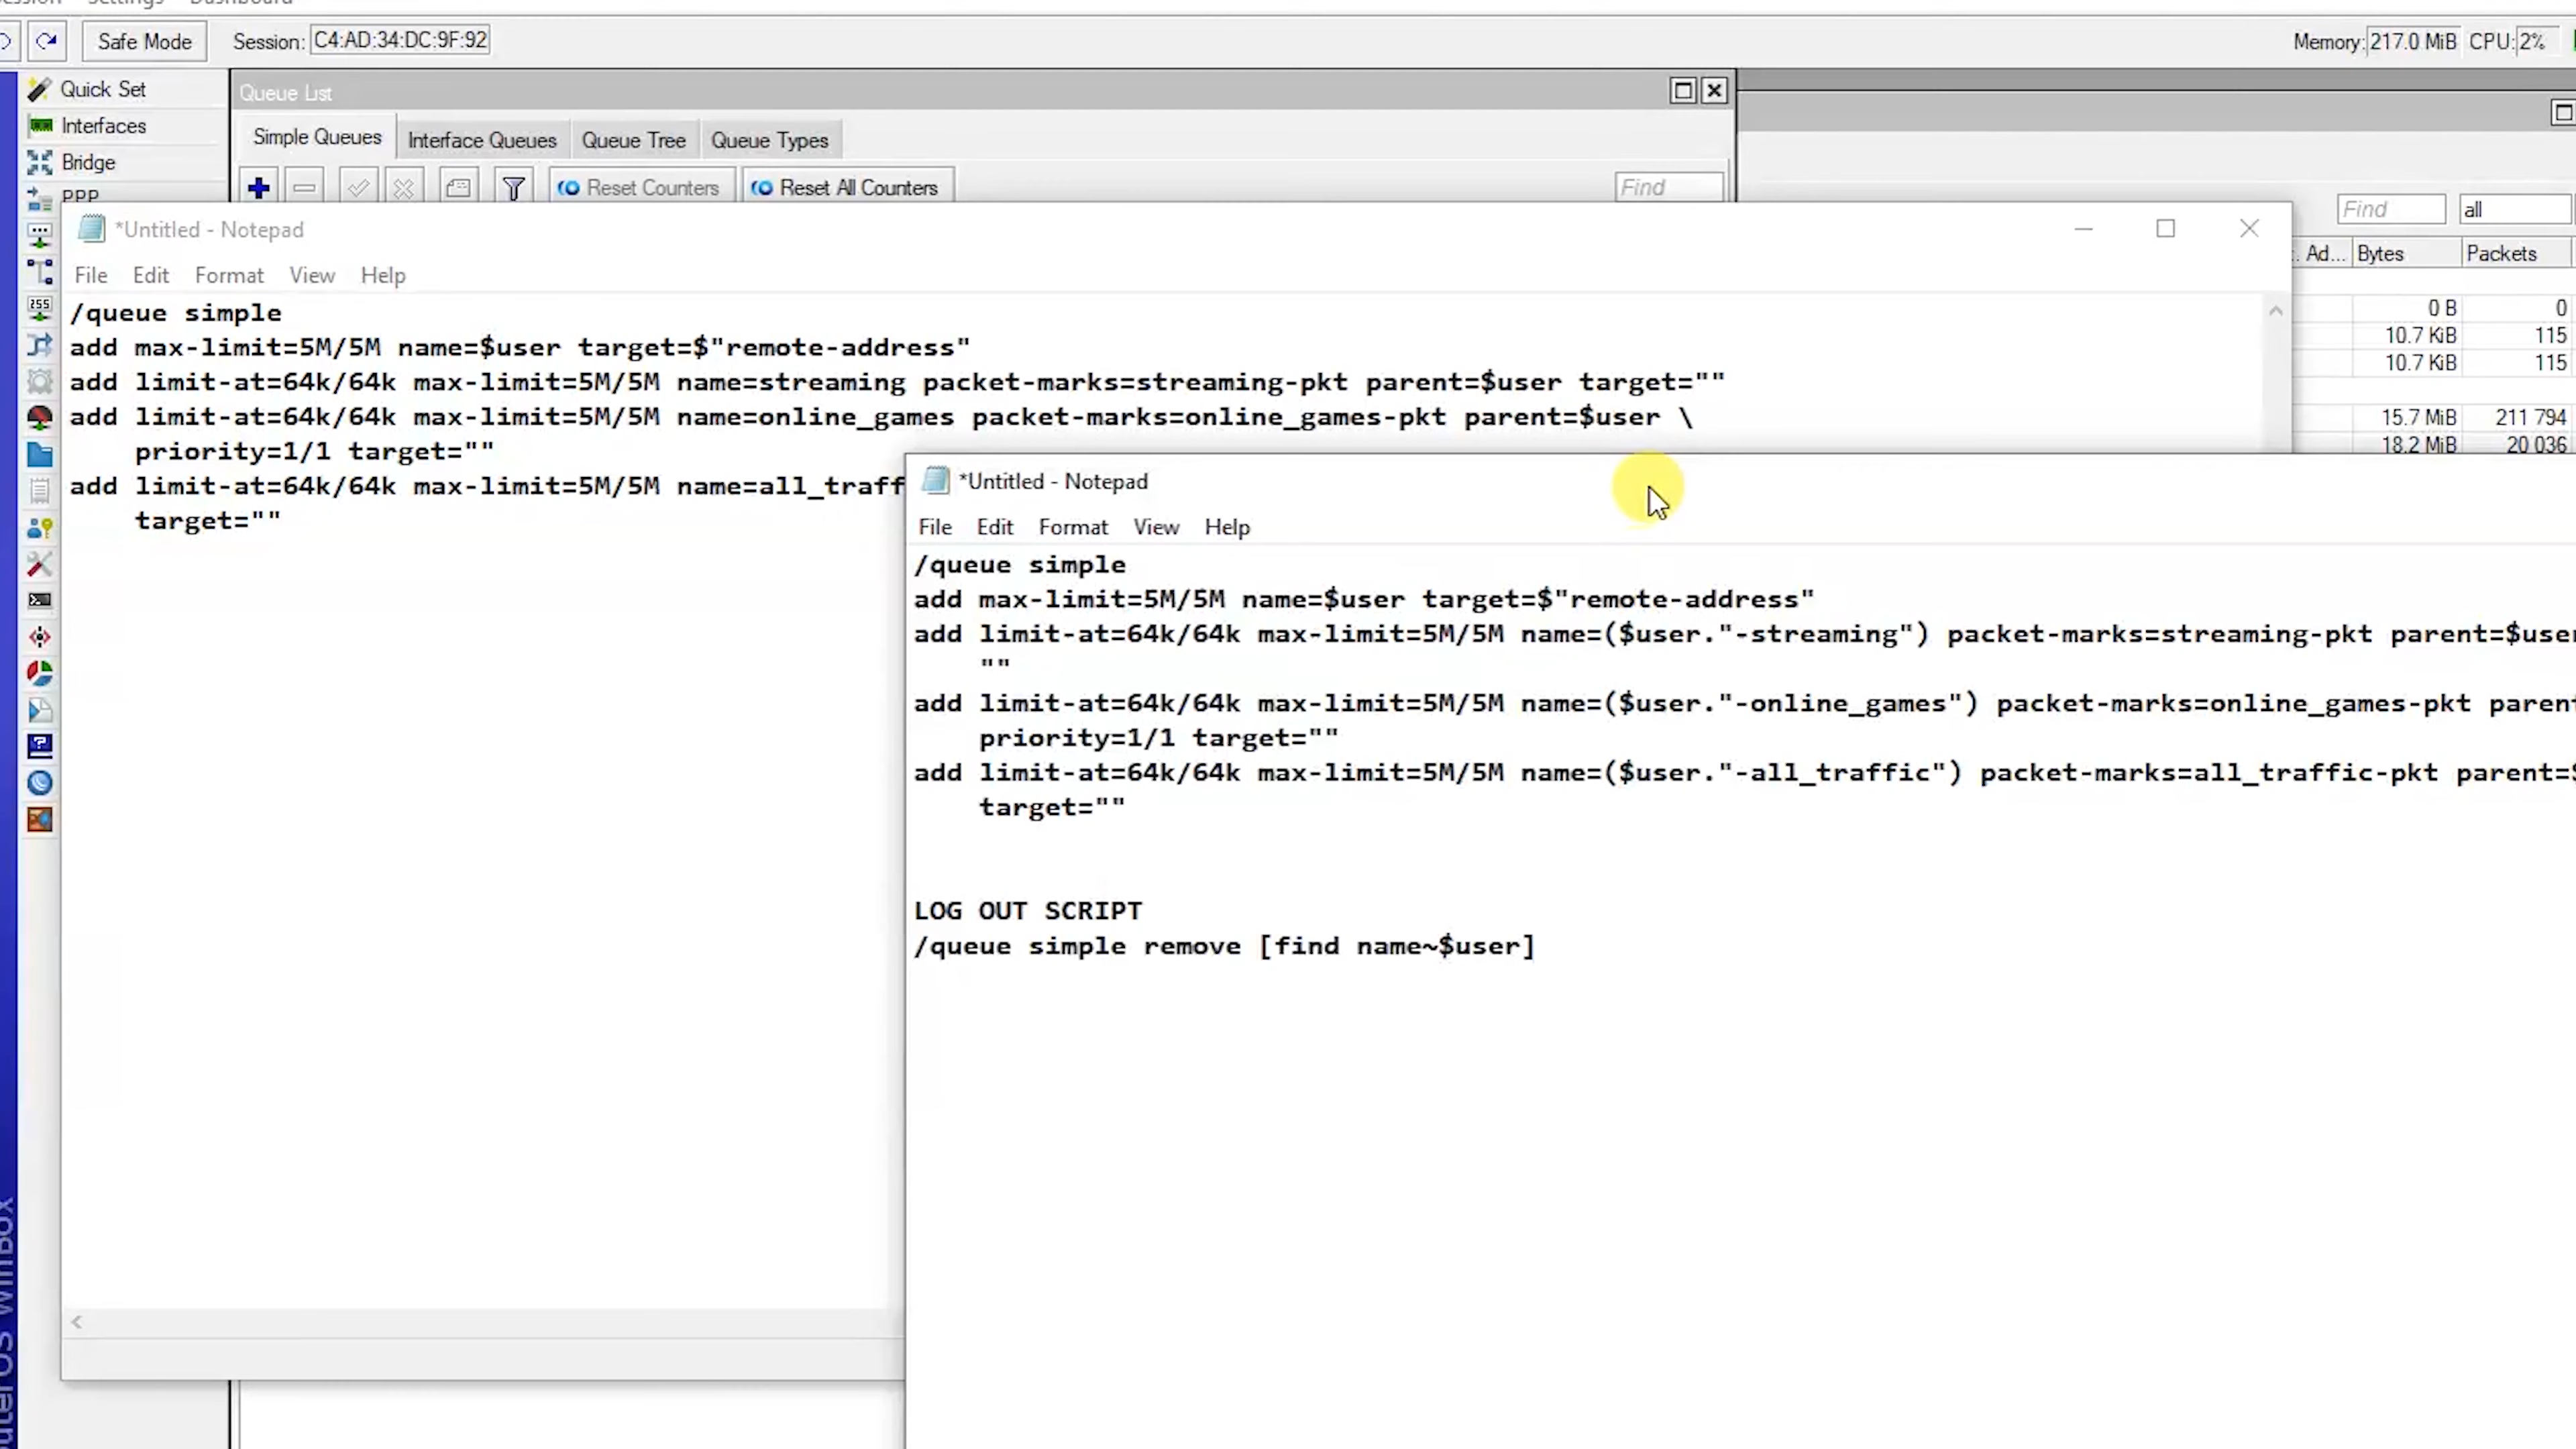 Safe Mode Session: C4:AD:34:DC:9F:92 Memory: 217.0 MiB CPU: 2%
Quick Set
Interfaces
Bridge
PPP
Queue List
Simple Queues Interface Queues Queue Tree Queue Types
Reset Counters Reset All Counters Find
Find all
Ad... Bytes Packets
0 B 0
10.7 KiB 115
10.7 KiB 115
15.7 MiB 211 794
18.2 MiB 20 036
*Untitled - Notepad
File Edit Format View Help
/queue simple
add max-limit=5M/5M name=$user target=$"remote-address"
add limit-at=64k/64k max-limit=5M/5M name=streaming packet-marks=streaming-pkt parent=$user target=""
add limit-at=64k/64k max-limit=5M/5M name=online_games packet-marks=online_games-pkt parent=$user \
priority=1/1 target=""
add limit-at=64k/64k max-limit=5M/5M name=all_traff
target=""
*Untitled - Notepad
File Edit Format View Help
/queue simple
add max-limit=5M/5M name=$user target=$"remote-address"
add limit-at=64k/64k max-limit=5M/5M name=($user."-streaming") packet-marks=streaming-pkt parent=$user
""
add limit-at=64k/64k max-limit=5M/5M name=($user."-online_games") packet-marks=online_games-pkt paren
priority=1/1 target=""
add limit-at=64k/64k max-limit=5M/5M name=($user."-all_traffic") packet-marks=all_traffic-pkt parent=$
target=""
LOG OUT SCRIPT
/queue simple remove [find name~$user]